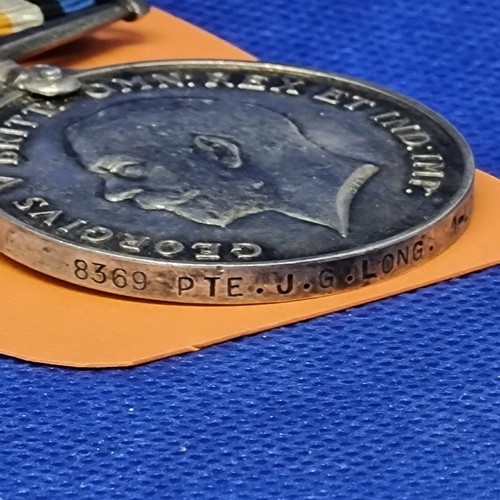 GEORGIVS V BRITT: OMN: REX ET IND: IMP:
8369 PTE. J. G. LONG.